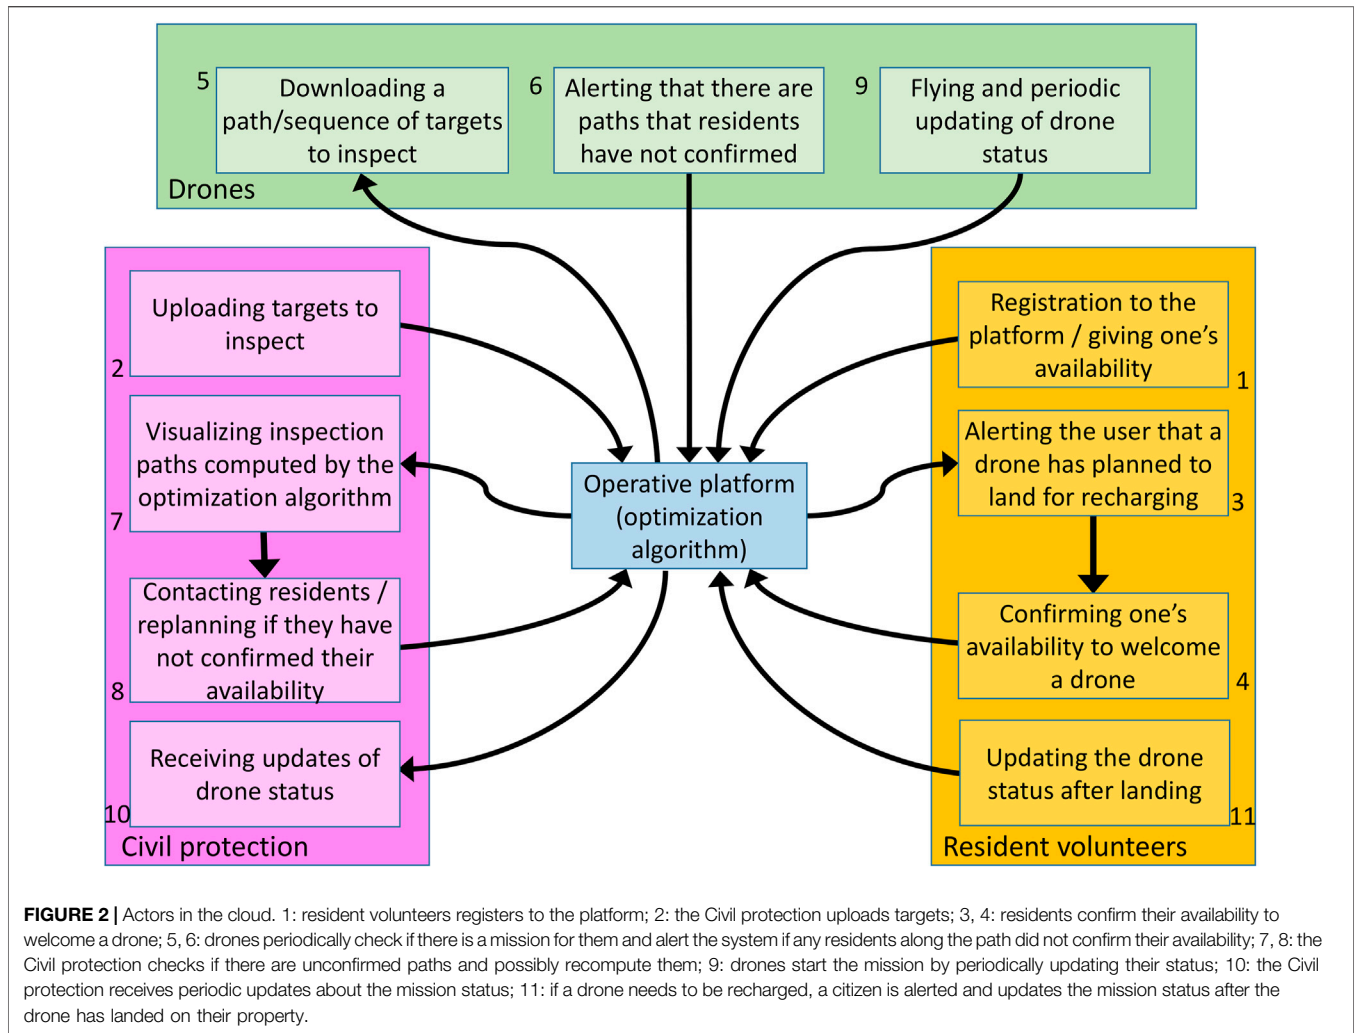 5
Downloading a
path/sequence of targets
to inspect
6
Alerting that there are
paths that residents
have not confirmed
9
Flying and periodic
updating of drone
status
Drones
Uploading targets to
inspect
2
Visualizing inspection
paths computed by the
optimization algorithm
7
Contacting residents /
replanning if they have
not confirmed their
availability
8
Receiving updates of
drone status
10
Civil protection
Operative platform
(optimization
algorithm)
Registration to the
platform / giving one’s
availability
1
Alerting the user that a
drone has planned to
land for recharging
3
Confirming one’s
availability to welcome
a drone
4
Updating the drone
status after landing
11
Resident volunteers
FIGURE 2 | Actors in the cloud. 1: resident volunteers registers to the platform; 2: the Civil protection uploads targets; 3, 4: residents confirm their availability to
welcome a drone; 5, 6: drones periodically check if there is a mission for them and alert the system if any residents along the path did not confirm their availability; 7, 8: the
Civil protection checks if there are unconfirmed paths and possibly recompute them; 9: drones start the mission by periodically updating their status; 10: the Civil
protection receives periodic updates about the mission status; 11: if a drone needs to be recharged, a citizen is alerted and updates the mission status after the
drone has landed on their property.